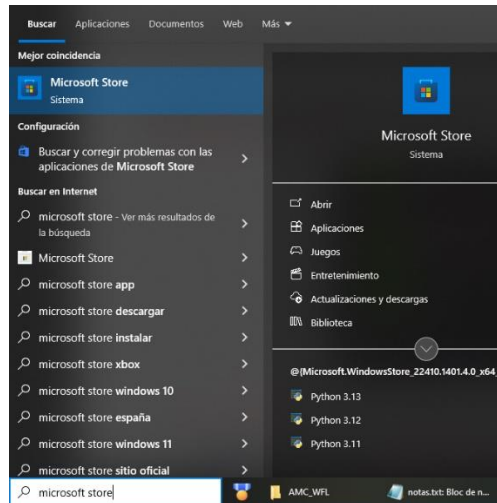 Buscar Aplicaciones Documentos Web Más
Mejor coincidencia
Microsoft Store
Sistema
Configuración
Buscar y corregir problemas con las
aplicaciones de Microsoft Store
Buscar en Internet
microsoft store - Ver más resultados de
la búsqueda
Microsoft Store
microsoft store app
microsoft store descargar
microsoft store instalar
microsoft store xbox
microsoft store windows 10
microsoft store españa
microsoft store windows 11
microsoft store sitio oficial
microsoft store
Microsoft Store
Sistema
Abrir
Aplicaciones
Juegos
Entretenimiento
Actualizaciones y descargas
Biblioteca
@{Microsoft.WindowsStore_22410.1401.4.0_x64_
Python 3.13
Python 3.12
Python 3.11
AMC_WFL
notas.txt: Bloc de n...